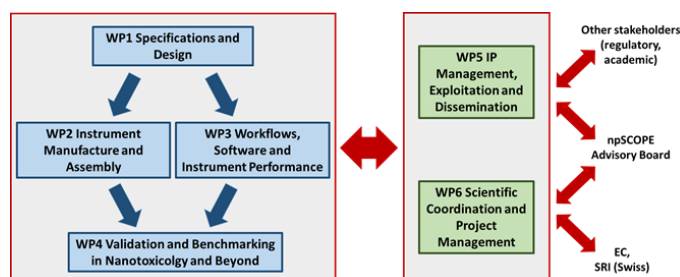 WP1 Specifications and
Design
WP2 Instrument
Manufacture and
Assembly
WP3 Workflows,
Software and
Instrument Performance
WP4 Validation and Benchmarking
in Nanotoxicolgy and Beyond
WP5 IP
Management,
Exploitation and
Dissemination
WP6 Scientific
Coordination and
Project
Management
Other stakeholders
(regulatory,
academic)
npSCOPE
Advisory Board
EC,
SRI (Swiss)